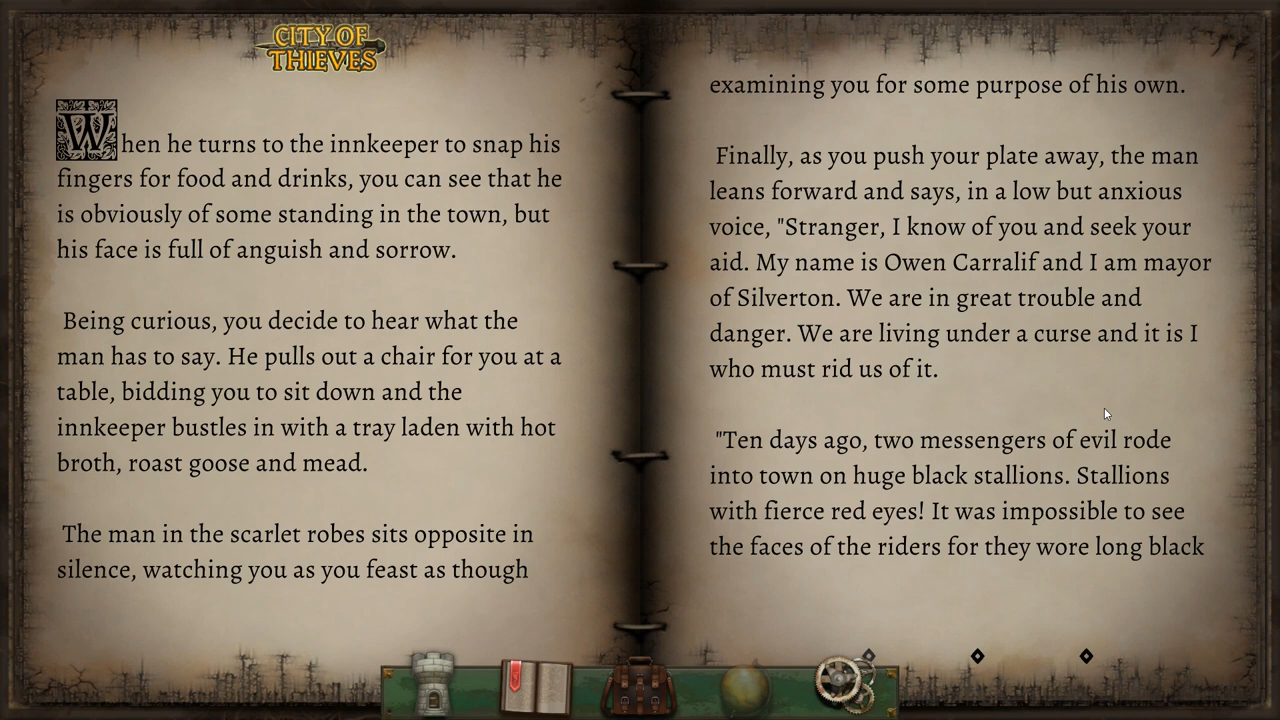 CITY OF
THIEVES
When he turns to the innkeeper to snap his
fingers for food and drinks, you can see that he
is obviously of some standing in the town, but
his face is full of anguish and sorrow.
Being curious, you decide to hear what the
man has to say. He pulls out a chair for you at a
table, bidding you to sit down and the
innkeeper bustles in with a tray laden with hot
broth, roast goose and mead.
The man in the scarlet robes sits opposite in
silence, watching you as you feast as though
examining you for some purpose of his own.
Finally, as you push your plate away, the man
leans forward and says, in a low but anxious
voice, "Stranger, I know of you and seek your
aid. My name is Owen Carralif and I am mayor
of Silverton. We are in great trouble and
danger. We are living under a curse and it is I
who must rid us of it.
"Ten days ago, two messengers of evil rode
into town on huge black stallions. Stallions
with fierce red eyes! It was impossible to see
the faces of the riders for they wore long black